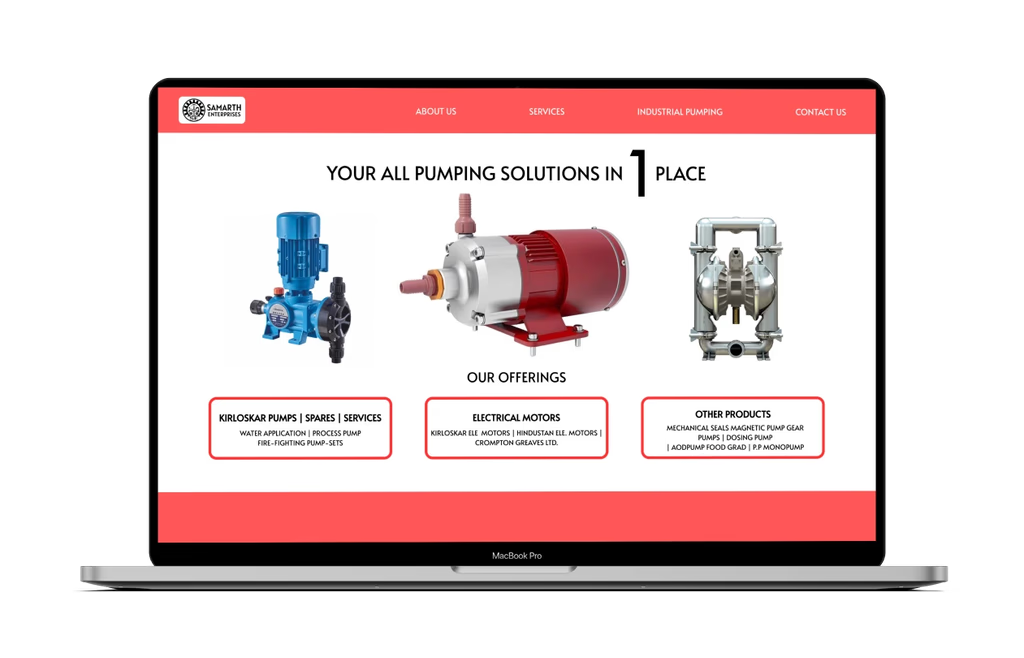 SAMARTH
ENTERPRISES
ABOUT US
SERVICES
INDUSTRIAL PUMPING
CONTACT US
YOUR ALL PUMPING SOLUTIONS IN 1 PLACE
OUR OFFERINGS
KIRLOSKAR PUMPS | SPARES | SERVICES
WATER APPLICATION | PROCESS PUMP
FIRE-FIGHTING PUMP-SETS
ELECTRICAL MOTORS
KIRLOSKAR ELE MOTORS | HINDUSTAN ELE. MOTORS |
CROMPTON GREAVES LTD.
OTHER PRODUCTS
MECHANICAL SEALS MAGNETIC PUMP GEAR
PUMPS | DOSING PUMP
| AODPUMP FOOD GRAD | P.P MONOPUMP
MacBook Pro